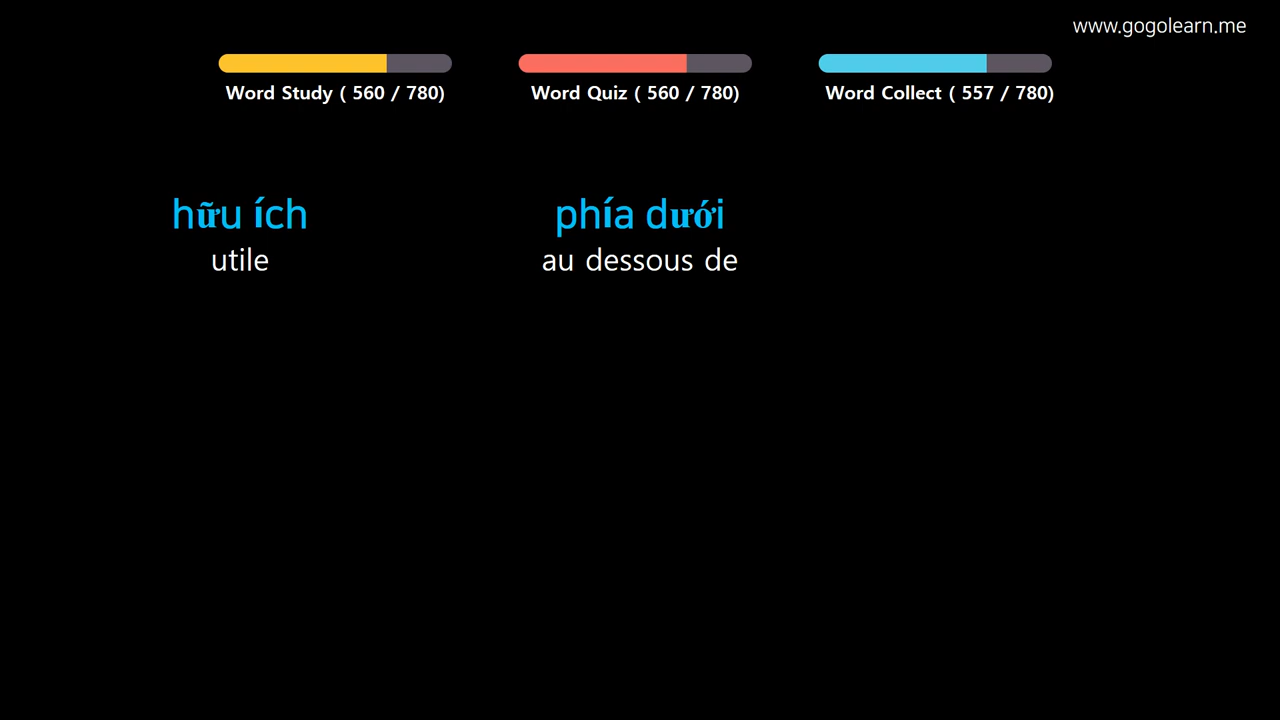 www.gogolearn.me
Word Study ( 560 / 780)
Word Quiz ( 560 / 780)
Word Collect ( 557 / 780)
hữu ích
utile
phía dưới
au dessous de